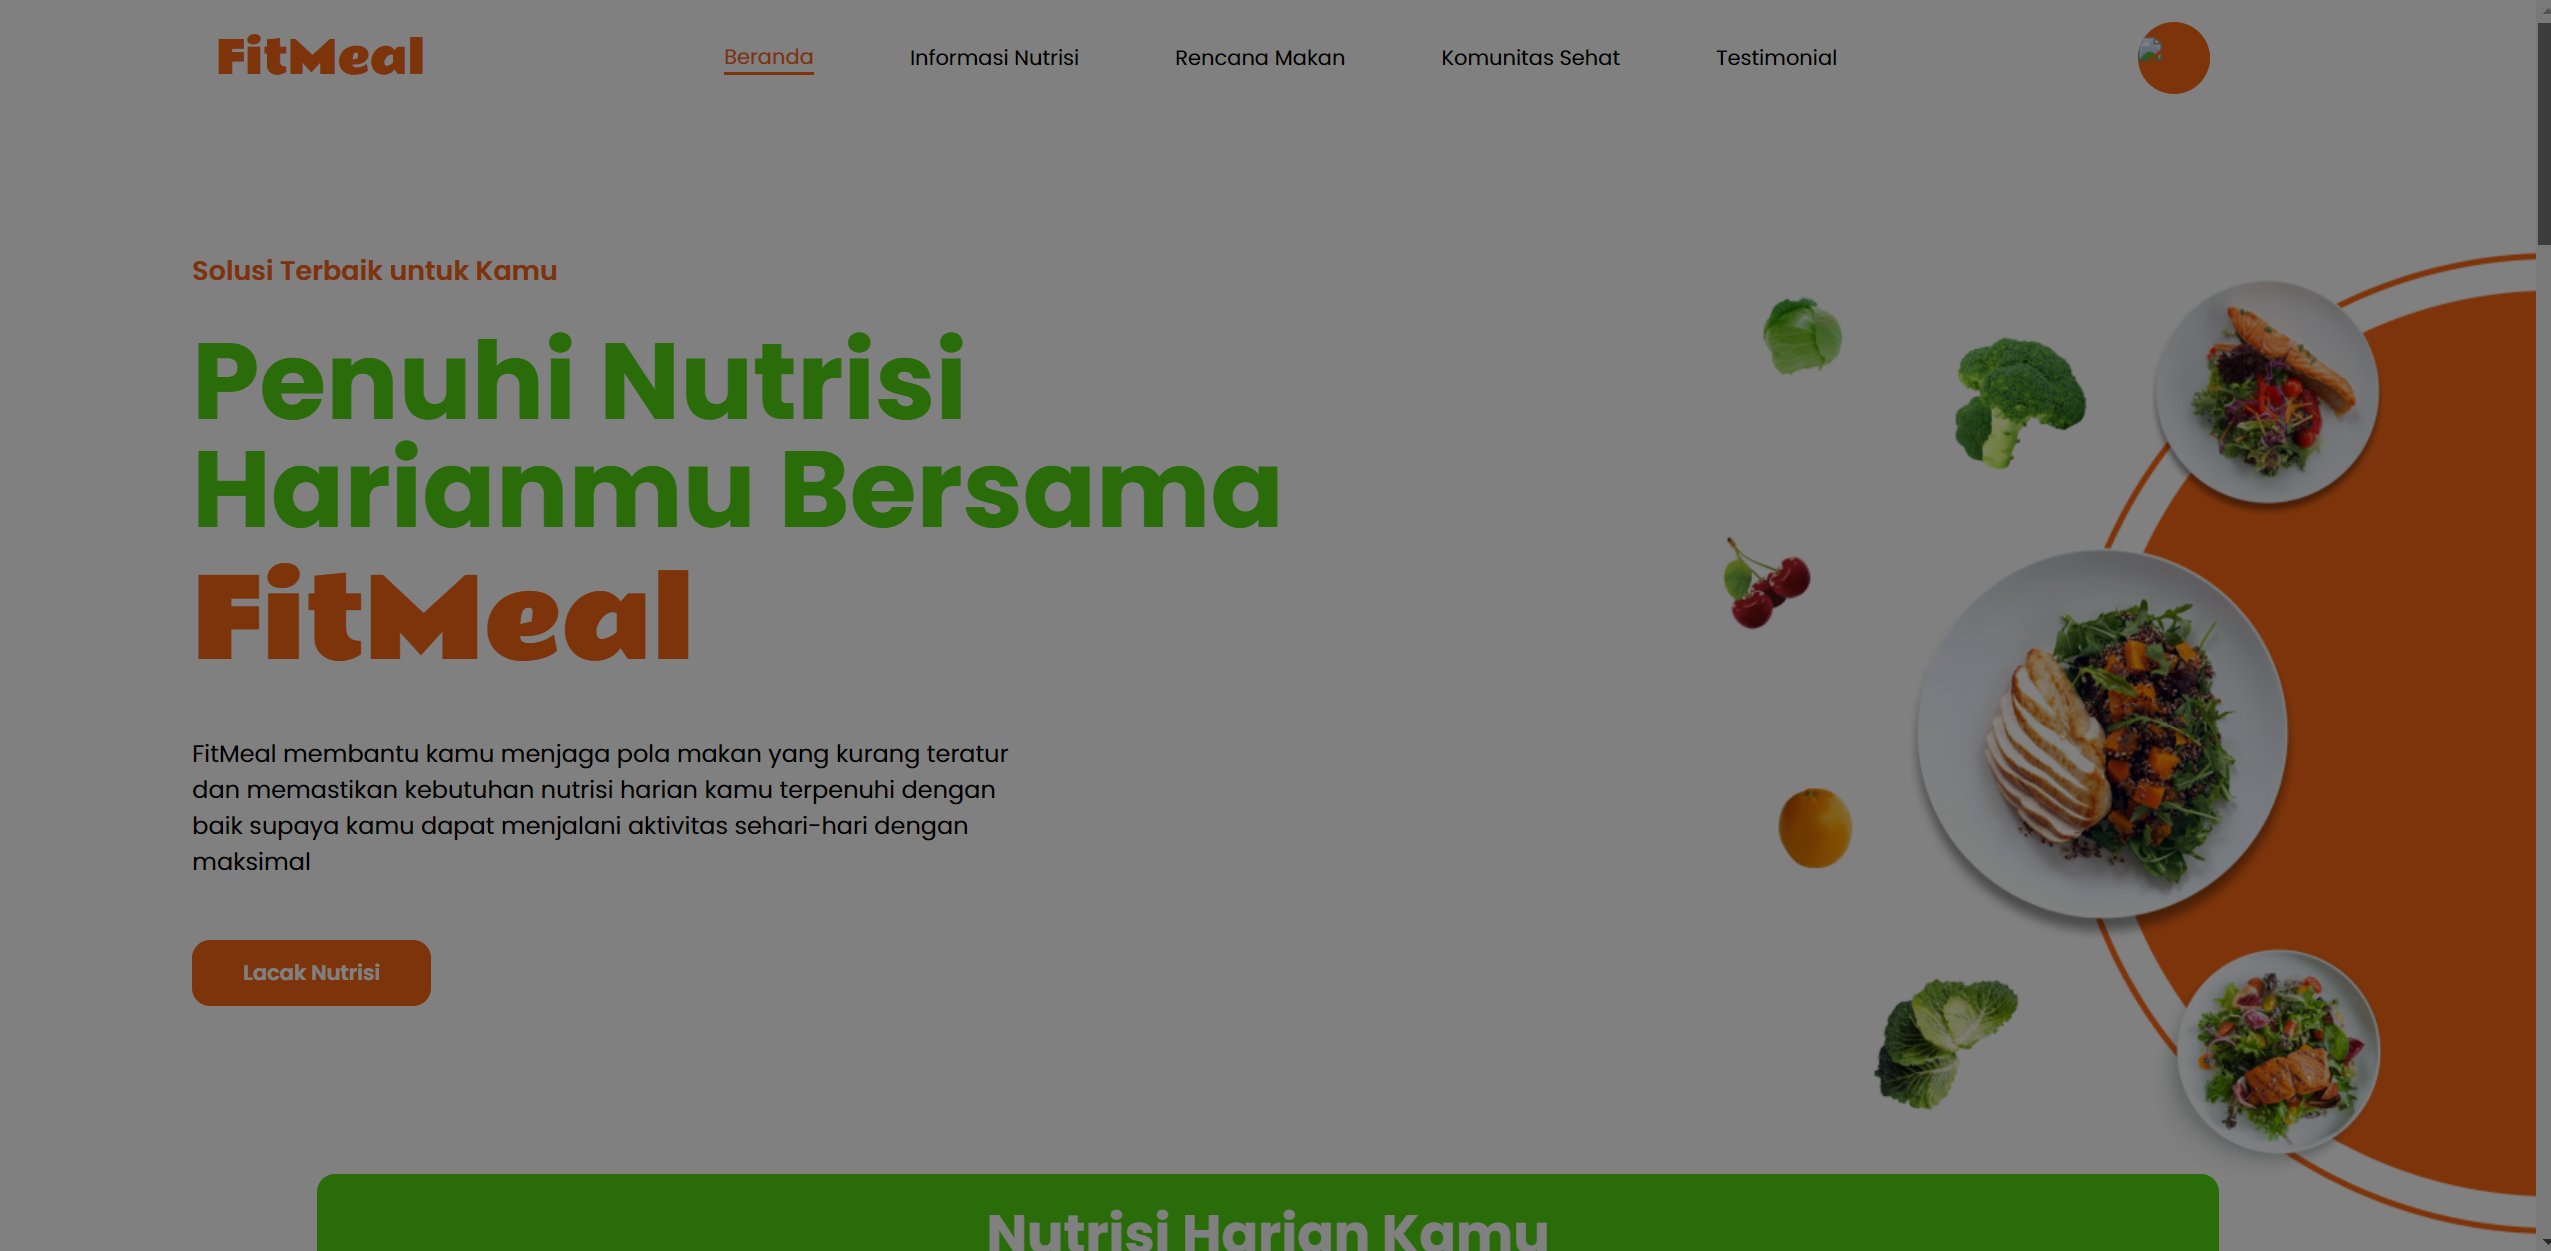 FitMeal
Beranda
Informasi Nutrisi
Rencana Makan
Komunitas Sehat
Testimonial
Solusi Terbaik untuk Kamu
Penuhi Nutrisi
Harianmu Bersama
FitMeal
FitMeal membantu kamu menjaga pola makan yang kurang teratur
dan memastikan kebutuhan nutrisi harian kamu terpenuhi dengan
baik supaya kamu dapat menjalani aktivitas sehari-hari dengan
maksimal
Lacak Nutrisi
Nutrisi Harian Kamu